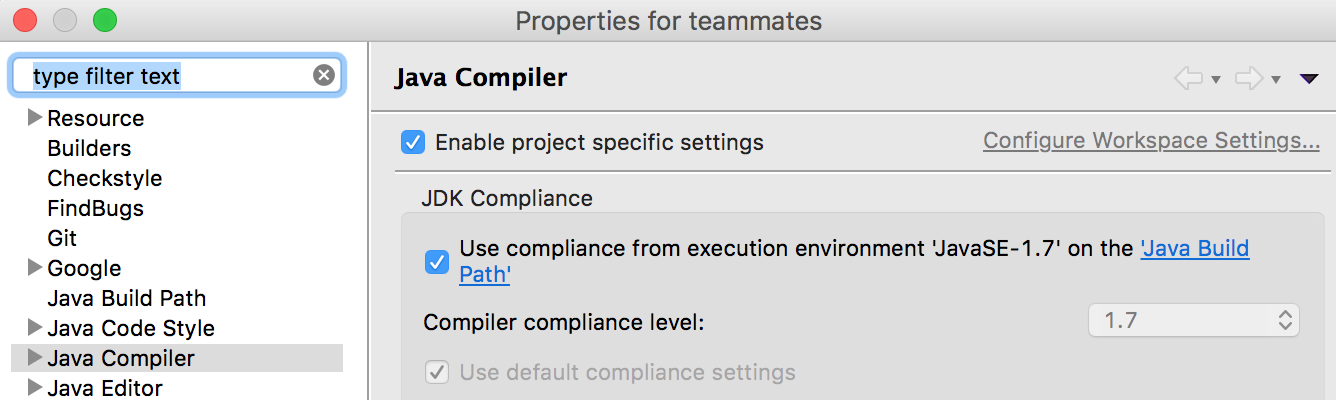 Properties for teammates
type filter text
Resource
Builders
Checkstyle
FindBugs
Git
Google
Java Build Path
Java Code Style
Java Compiler
Java Editor
Java Compiler
Enable project specific settings
Configure Workspace Settings...
JDK Compliance
Use compliance from execution environment 'JavaSE-1.7' on the 'Java Build
Path'
Compiler compliance level:
1.7
Use default compliance settings